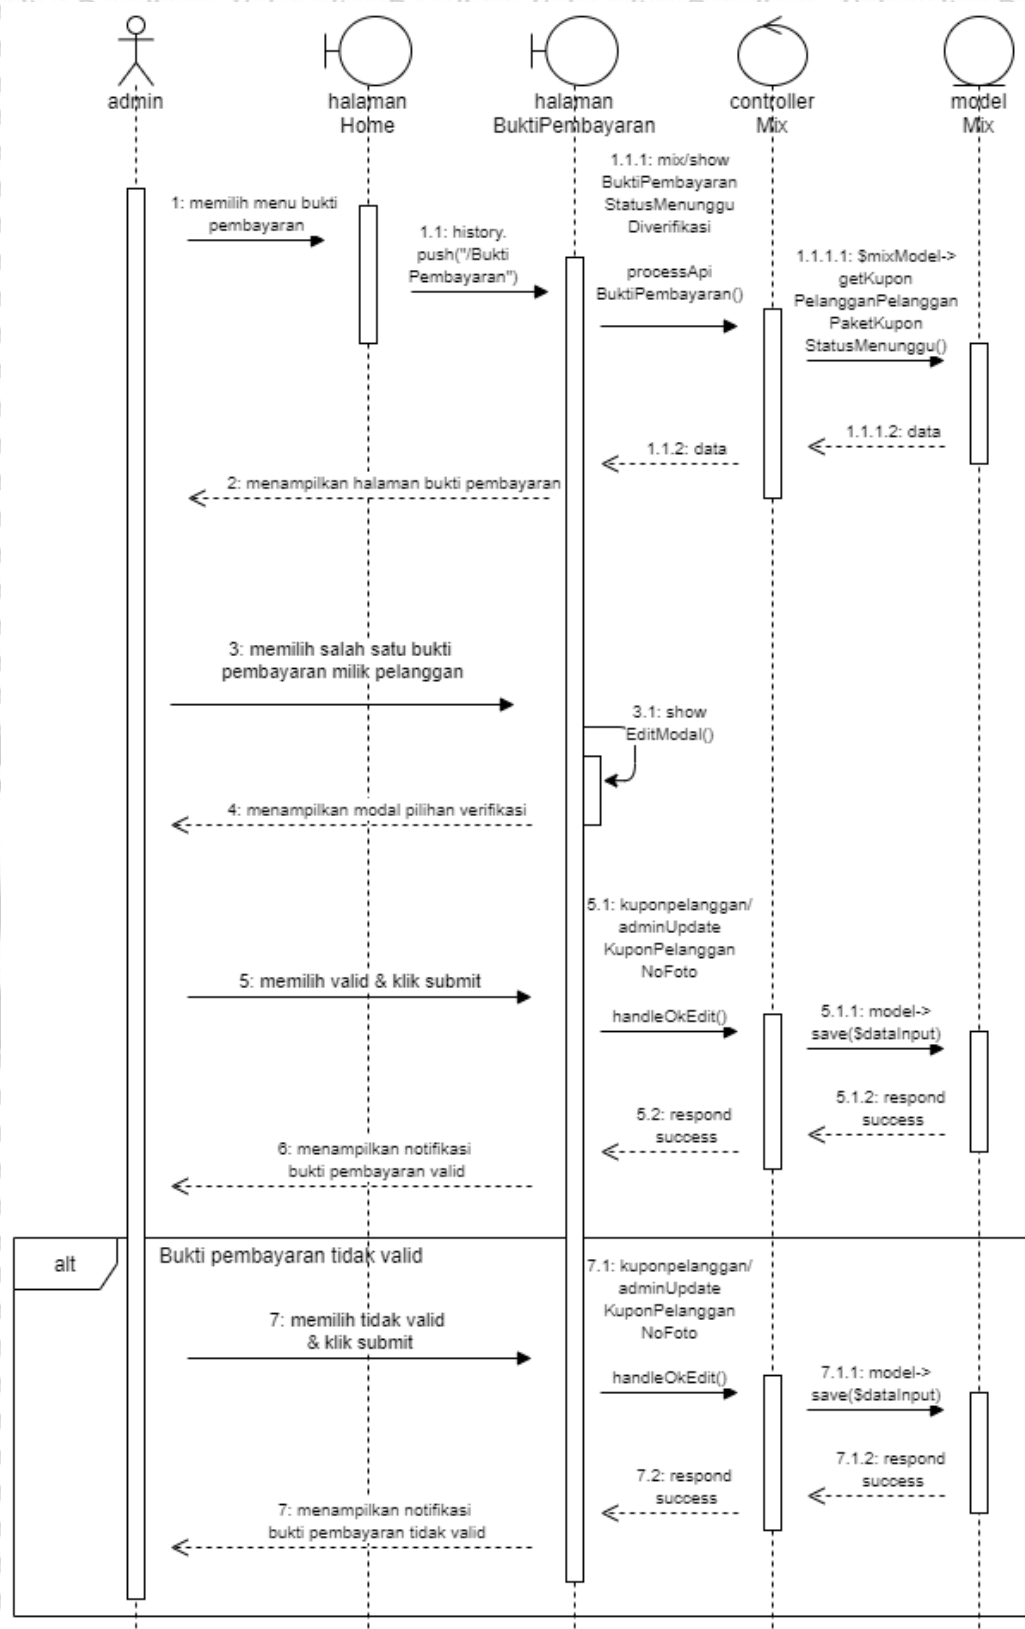 admin
halaman
Home
halaman
BuktiPembayaran
controller
Mix
model
Mix
1: memilih menu bukti
pembayaran
1.1: history.
push("/Bukti
Pembayaran")
1.1.1: mix/show
BuktiPembayaran
StatusMenunggu
Diverifikasi
processApi
BuktiPembayaran()
1.1.1.1: $mixModel->
getKupon
PelangganPelanggan
PaketKupon
StatusMenunggu()
1.1.1.2: data
1.1.2: data
2: menampilkan halaman bukti pembayaran
3: memilih salah satu bukti
pembayaran milik pelanggan
3.1: show
EditModal()
4: menampilkan modal pilihan verifikasi
5: memilih valid & klik submit
5.1: kuponpelanggan/
adminUpdate
KuponPelanggan
NoFoto
handleOkEdit()
5.1.1: model->
save($dataInput)
5.1.2: respond
success
5.2: respond
success
6: menampilkan notifikasi
bukti pembayaran valid
alt
Bukti pembayaran tidak valid
7: memilih tidak valid
& klik submit
7.1: kuponpelanggan/
adminUpdate
KuponPelanggan
NoFoto
handleOkEdit()
7.1.1: model->
save($dataInput)
7.1.2: respond
success
7.2: respond
success
7: menampilkan notifikasi
bukti pembayaran tidak valid